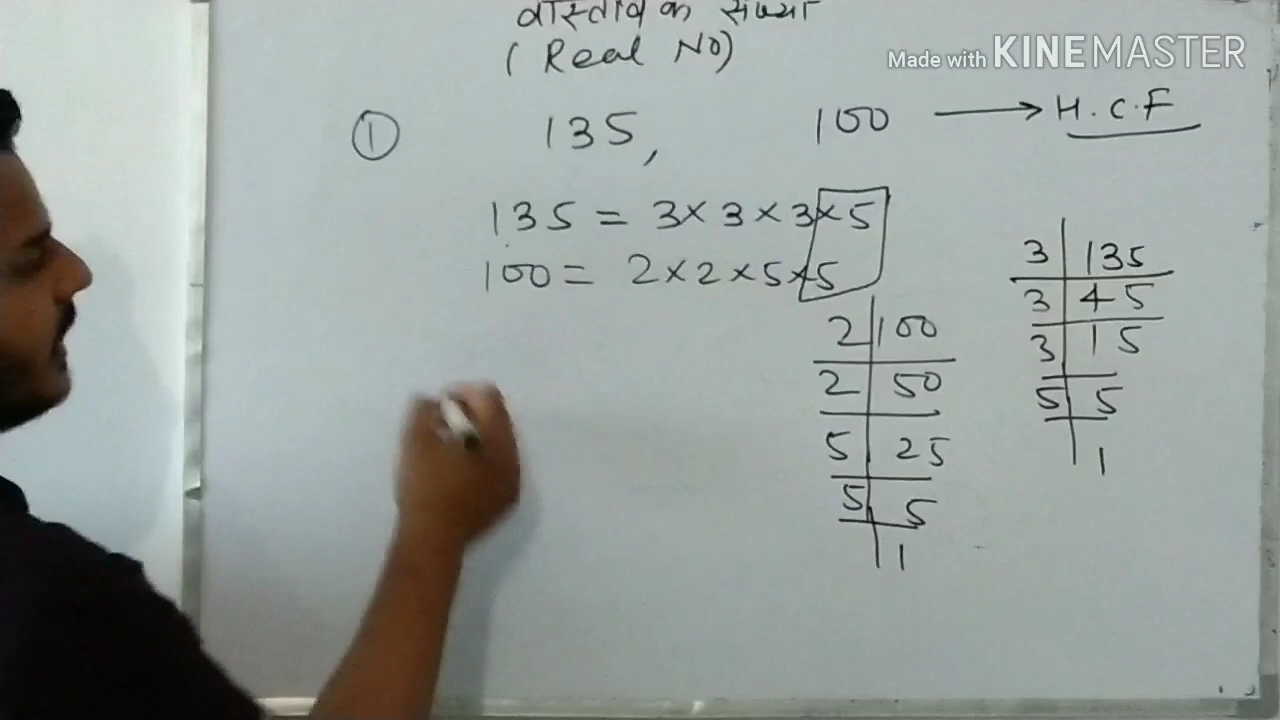 वास्तविक संख्या
(Real No)
Made with KINEMASTER
① 135, 100 → H.C.F
135 = 3×3×3×5
100 = 2×2×5×5
3 | 135
3 | 45
3 | 15
5 | 5
| 1
2 | 100
2 | 50
5 | 25
5 | 5
| 1